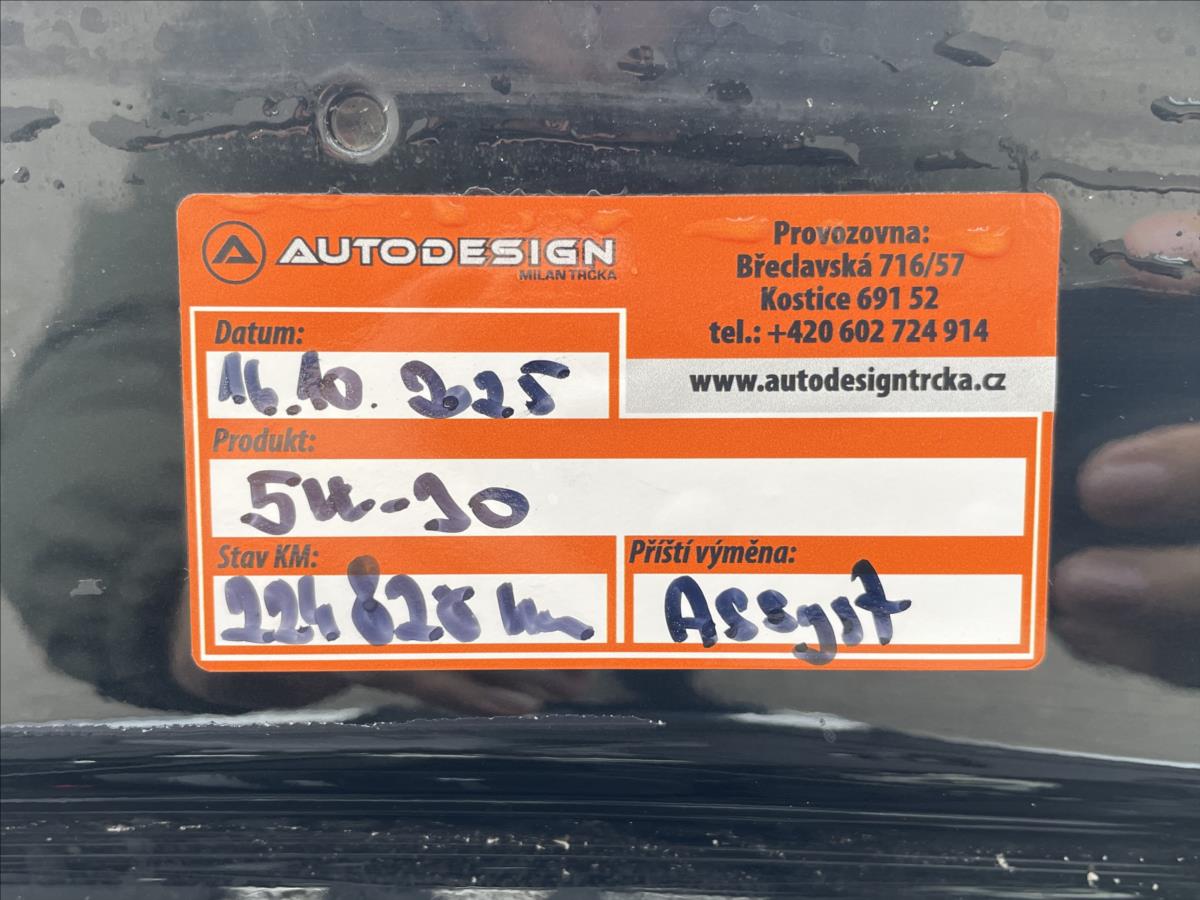 AUTODESIGN
MILAN TRČKA
Provozovna:
Břeclavská 716/57
Kostice 691 52
tel.: +420 602 724 914
www.autodesigntrcka.cz
Datum:
16.10.2025
Produkt:
5W-30
Stav KM:
224 828 km
Příští výměna:
Assyst